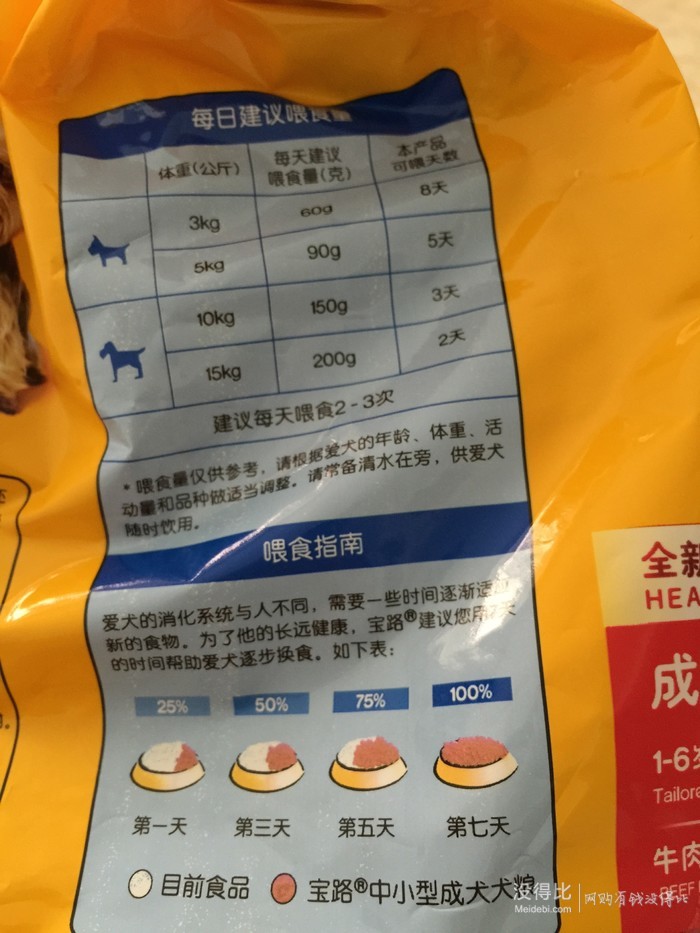 每日建议喂食量
体重(公斤) 每天建议喂食量(克) 本产品可喂天数
3kg 60g 8天
5kg 90g 5天
10kg 150g 3天
15kg 200g 2天
建议每天喂食2-3次
* 喂食量仅供参考，请根据爱犬的年龄、体重、活
动量和品种做适当调整。请常备清水在旁，供爱犬
随时饮用。
喂食指南
爱犬的消化系统与人不同，需要一些时间逐渐适
新的食物。为了他的长远健康，宝路®建议您用7天
的时间帮助爱犬逐步换食。如下表：
25% 50% 75% 100%
第一天 第三天 第五天 第七天
目前食品 宝路®中小型成犬犬粮
全新
HEA
成
1-6岁
Tailore
牛肉
BEEF
没得比
Meidebi.com
网购有钱没得比